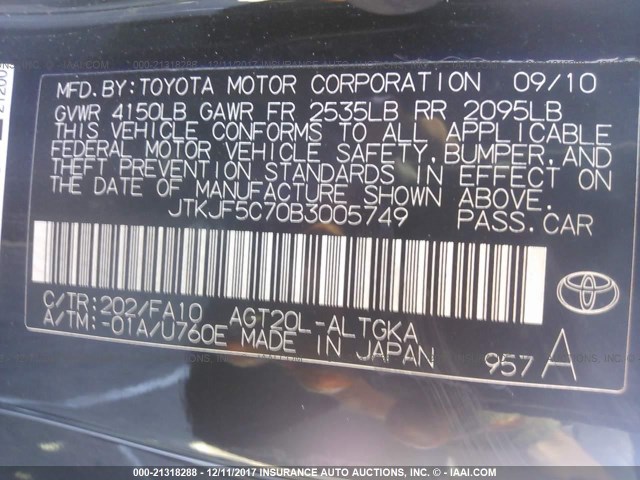 MFD.BY:TOYOTA MOTOR CORPORATION 09/10
GVWR 4150LB GAWR FR 2535LB RR 2095LB
THIS VEHICLE CONFORMS TO ALL APPLICABLE
FEDERAL MOTOR VEHICLE SAFETY, BUMPER, AND
THEFT PREVENTION STANDARDS IN EFFECT ON
THE DATE OF MANUFACTURE SHOWN ABOVE.
JTKJF5C70B3005749 PASS.CAR
C/TR:202/FA10 AGT20L-ALTGKA
A/TM:-01A/U760E MADE IN JAPAN
957A
000-21318288 - 12/11/2017 INSURANCE AUTO AUCTIONS, INC. - IAAI.COM